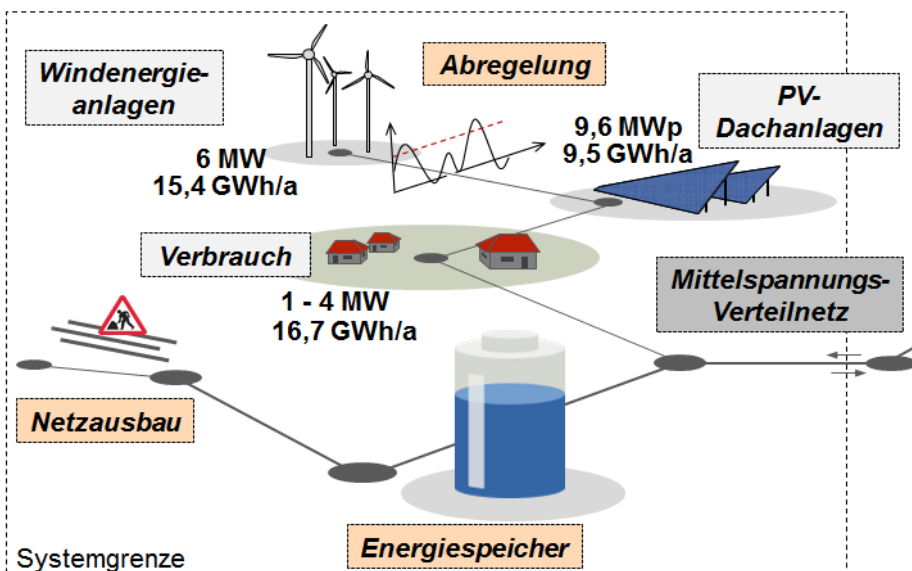 Windenergie-
anlagen
Abregelung
PV-
Dachanlagen
6 MW
15,4 GWh/a
9,6 MWp
9,5 GWh/a
Verbrauch
1 - 4 MW
16,7 GWh/a
Mittelspannungs-
Verteilnetz
Netzausbau
Energiespeicher
Systemgrenze